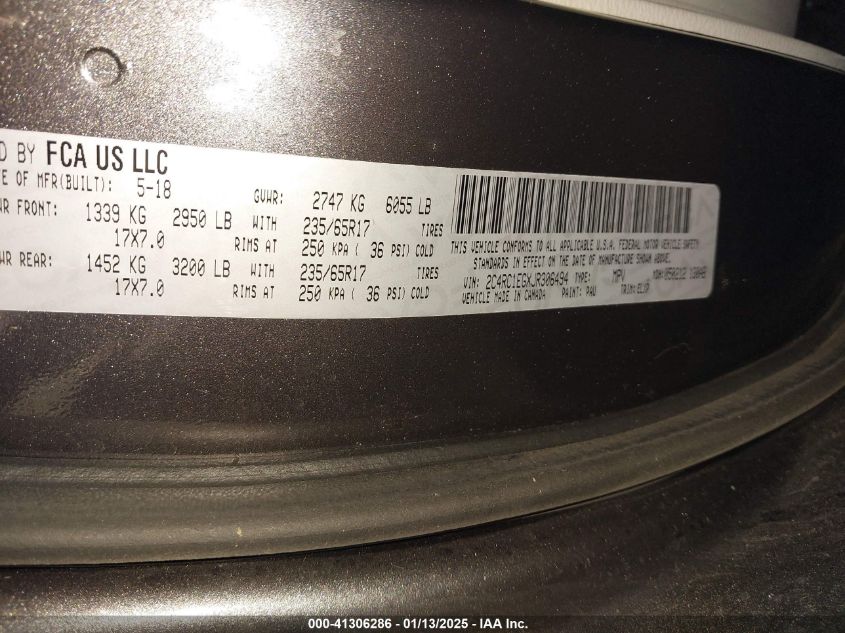 D BY FCA US LLC
TE OF MFR(BUILT): 5-18 GVWR: 2747 KG 6055 LB
WR FRONT: 1339 KG 2950 LB WITH 235/65R17 TIRES
17X7.0 RIMS AT 250 KPA ( 36 PSI) COLD
WR REAR: 1452 KG 3200 LB WITH 235/65R17 TIRES
17X7.0 RIMS AT 250 KPA ( 36 PSI) COLD
THIS VEHICLE CONFORMS TO ALL APPLICABLE U.S.A. FEDERAL MOTOR VEHICLE SAFETY
STANDARDS IN EFFECT ON THE DATE OF MANUFACTURE SHOWN ABOVE.
VIN: 2C4RC1EGXJR306494 TYPE: MPV
VEHICLE MADE IN CANADA PAINT: PAU TRIM:
000-41306286 - 01/13/2025 - IAA Inc.